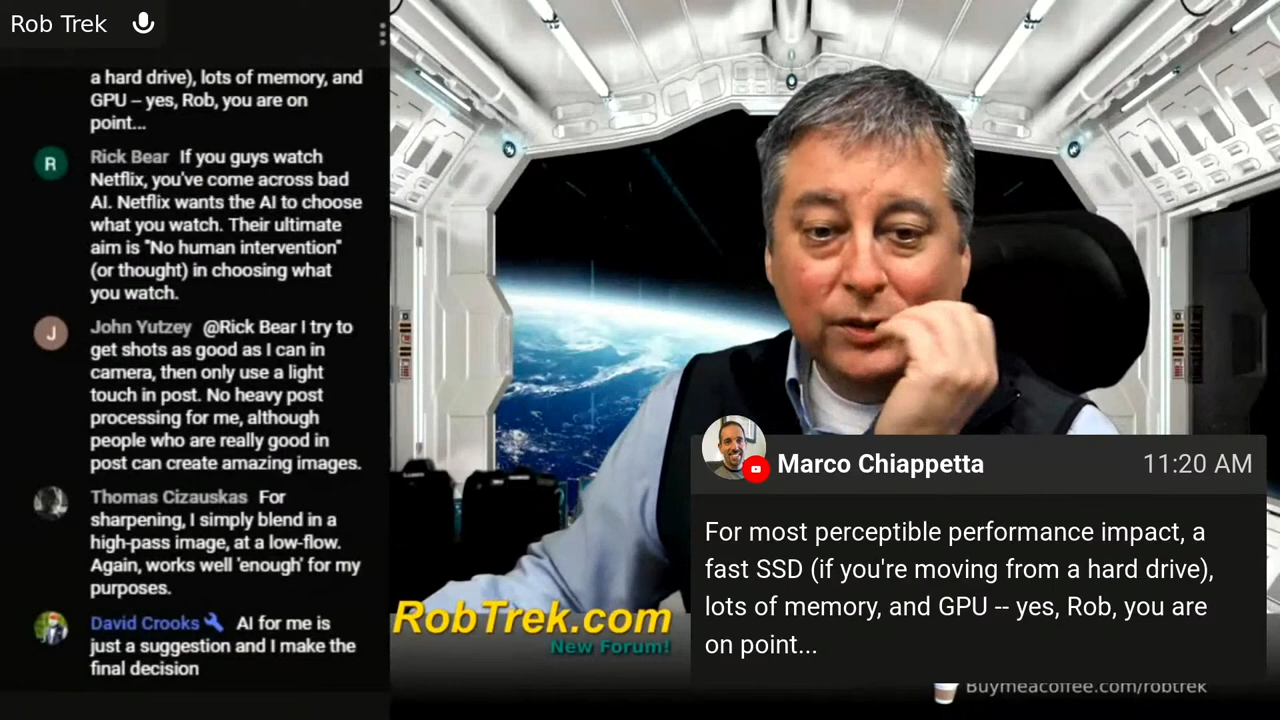 Rob Trek
a hard drive), lots of memory, and
GPU – yes, Rob, you are on
point...
R
Rick Bear If you guys watch
Netflix, you've come across bad
AI. Netflix wants the AI to choose
what you watch. Their ultimate
aim is "No human intervention"
(or thought) in choosing what
you watch.
J
John Yutzey @Rick Bear I try to
get shots as good as I can in
camera, then only use a light
touch in post. No heavy post
processing for me, although
people who are really good in
post can create amazing images.
Thomas Cizauskas For
sharpening, I simply blend in a
high-pass image, at a low-flow.
Again, works well 'enough' for my
purposes.
David Crooks AI for me is
just a suggestion and I make the
final decision
RobTrek.com
New Forum!
Marco Chiappetta 11:20 AM
For most perceptible performance impact, a
fast SSD (if you're moving from a hard drive),
lots of memory, and GPU -- yes, Rob, you are
on point...
Buymeacoffee.com/robtrek